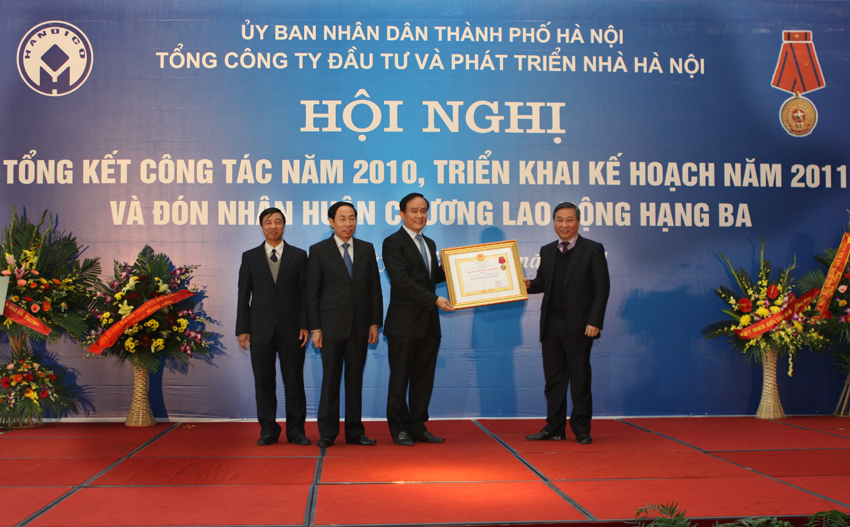 HANDICO
ỦY BAN NHÂN DÂN THÀNH PHỐ HÀ NỘI
TỔNG CÔNG TY ĐẦU TƯ VÀ PHÁT TRIỂN NHÀ HÀ NỘI
HỘI NGHỊ
TỔNG KẾT CÔNG TÁC NĂM 2010, TRIỂN KHAI KẾ HOẠCH NĂM 2011
VÀ ĐÓN NHẬN HUÂN CHƯƠNG LAO ĐỘNG HẠNG BA